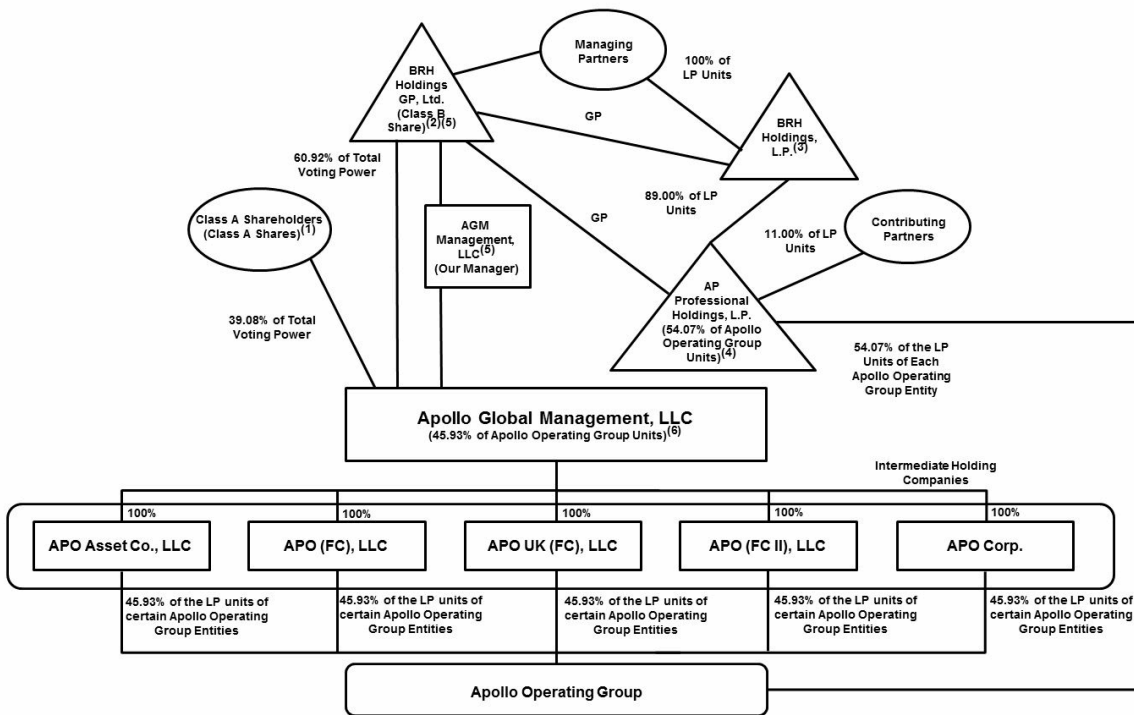 Managing
Partners
BRH
Holdings
GP, Ltd.
(Class B
Share)(2)(5)
100% of
LP Units
GP
BRH
Holdings,
L.P.(3)
60.92% of Total
Voting Power
89.00% of LP
Units
Class A Shareholders
(Class A Shares)(1)
AGM
Management,
LLC(5)
(Our Manager)
GP
11.00% of LP
Units
Contributing
Partners
AP
Professional
Holdings, L.P.
(54.07% of Apollo
Operating Group
Units)(4)
39.08% of Total
Voting Power
54.07% of the LP
Units of Each
Apollo Operating
Group Entity
Apollo Global Management, LLC
(45.93% of Apollo Operating Group Units)(6)
Intermediate Holding
Companies
100%
100%
100%
100%
100%
APO Asset Co., LLC
APO (FC), LLC
APO UK (FC), LLC
APO (FC II), LLC
APO Corp.
45.93% of the LP units of
certain Apollo Operating
Group Entities
45.93% of the LP units of
certain Apollo Operating
Group Entities
45.93% of the LP units of
certain Apollo Operating
Group Entities
45.93% of the LP units of
certain Apollo Operating
Group Entities
45.93% of the LP units of
certain Apollo Operating
Group Entities
Apollo Operating Group